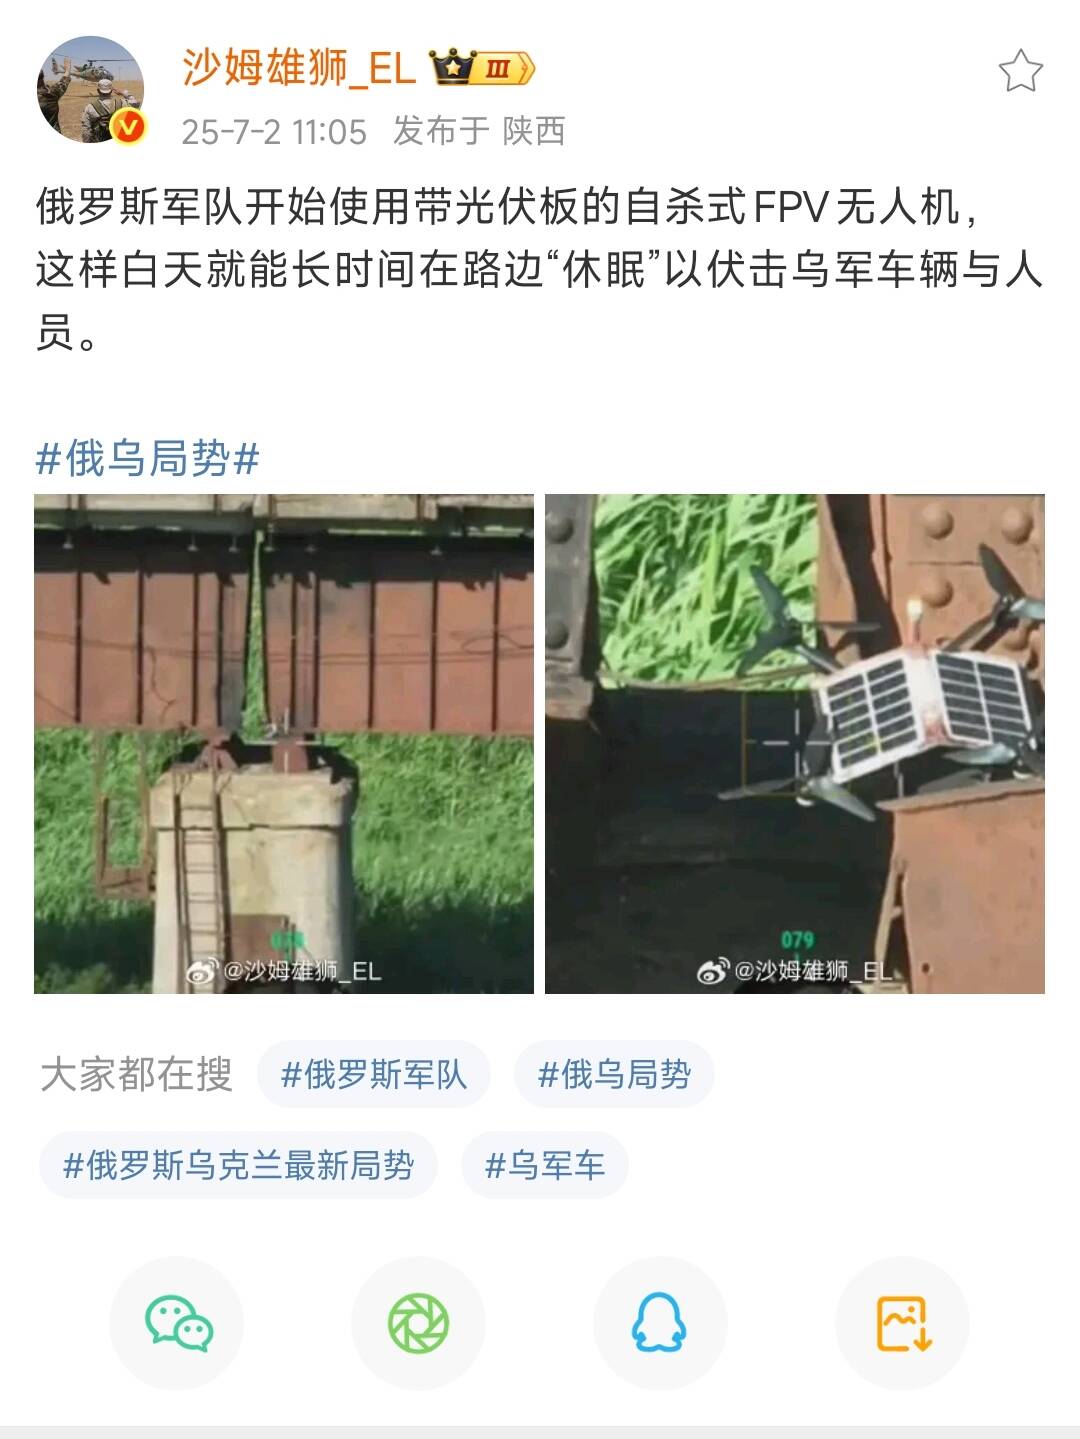 沙姆雄狮_EL
III
25-7-2 11:05 发布于 陕西
俄罗斯军队开始使用带光伏板的自杀式FPV无人机，
这样白天就能长时间在路边“休眠”以伏击乌军车辆与人
员。
#俄乌局势#
@沙姆雄狮_EL
079
@沙姆雄狮_EL
大家都在搜
#俄罗斯军队
#俄乌局势
#俄罗斯乌克兰最新局势
#乌军车